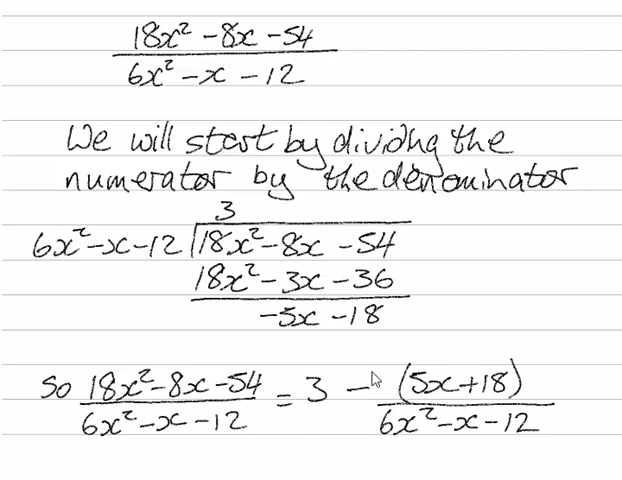 18x² - 8x - 54
6x² - x - 12
We will start by dividing the
numerator by the denominator
3
6x² - x - 12 18x² - 8x - 54
18x² - 3x - 36
-5x - 18
So 18x² - 8x - 54 = 3 - (5x + 18)
6x² - x - 12 6x² - x - 12